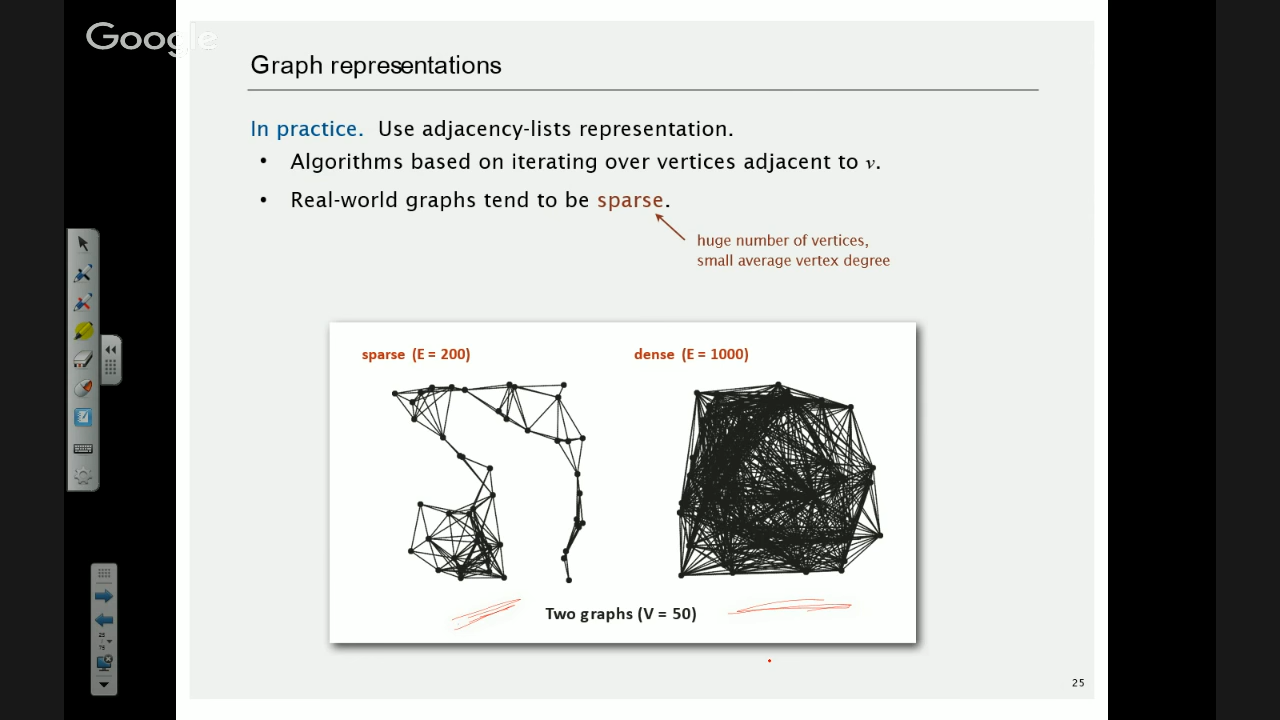 Google
Graph representations
In practice. Use adjacency-lists representation.
• Algorithms based on iterating over vertices adjacent to v.
• Real-world graphs tend to be sparse.
huge number of vertices,
small average vertex degree
sparse (E = 200)
dense (E = 1000)
Two graphs (V = 50)
25